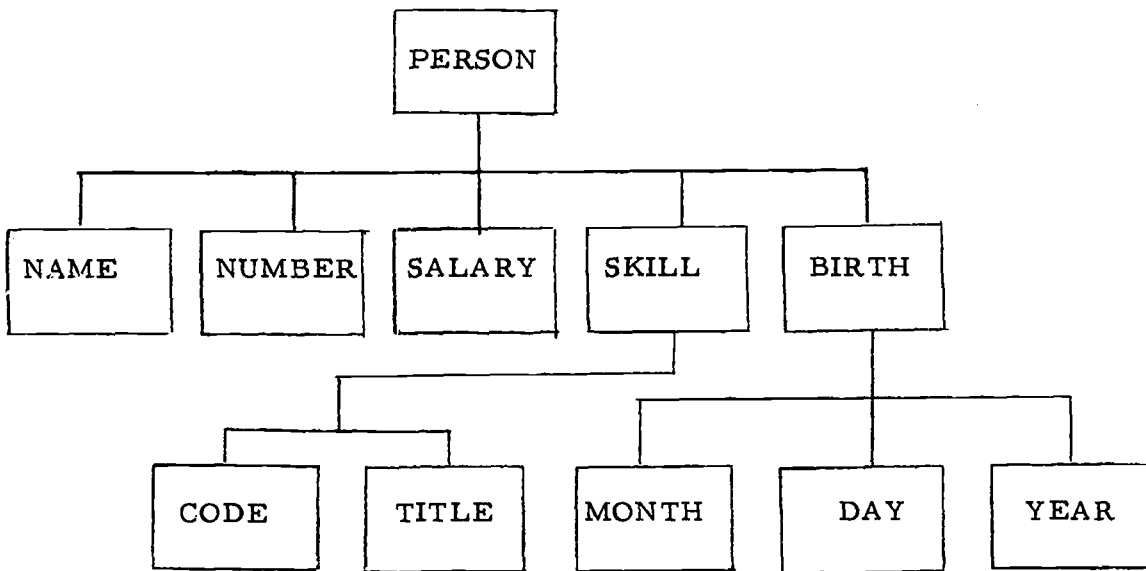 PERSON
NAME NUMBER SALARY SKILL BIRTH
CODE TITLE MONTH DAY YEAR